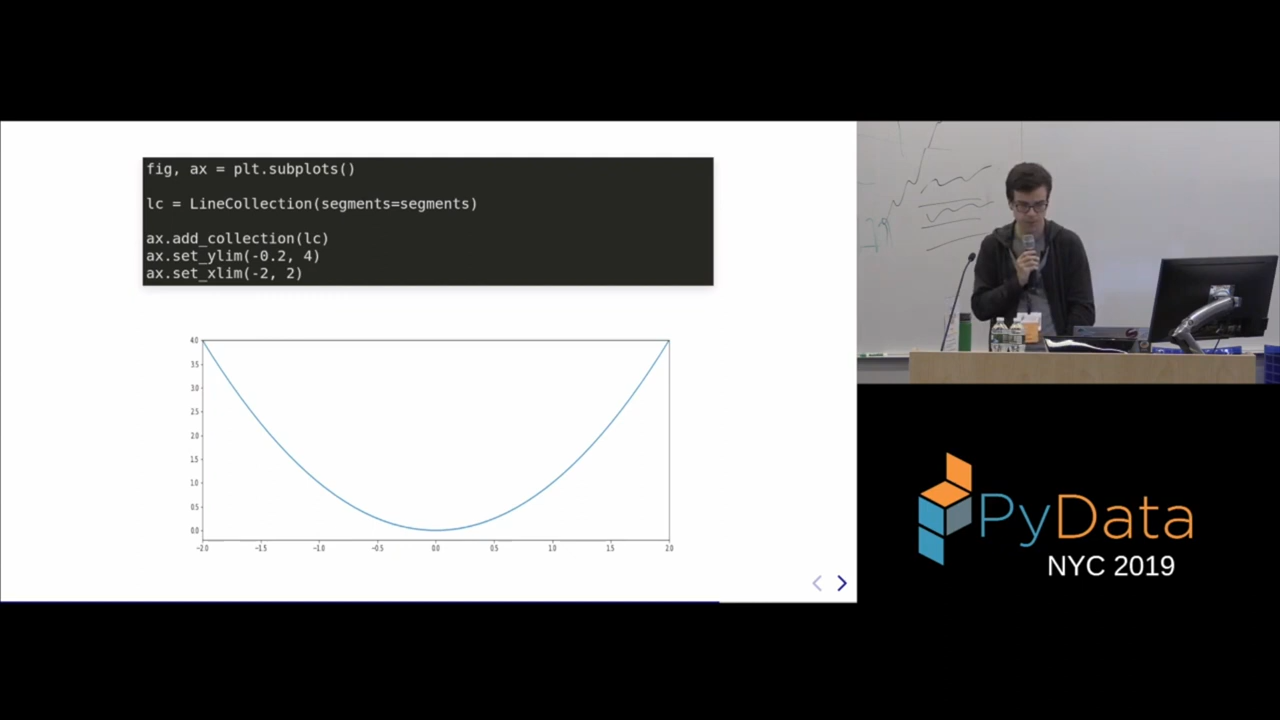 fig, ax = plt.subplots()
lc = LineCollection(segments=segments)
ax.add_collection(lc)
ax.set_ylim(-0.2, 4)
ax.set_xlim(-2, 2)
4.0
3.5
3.0
2.5
2.0
1.5
1.0
0.5
0.0
−2.0 −1.5 −1.0 −0.5 0.0 0.5 1.0 1.5 2.0
PyData
NYC 2019